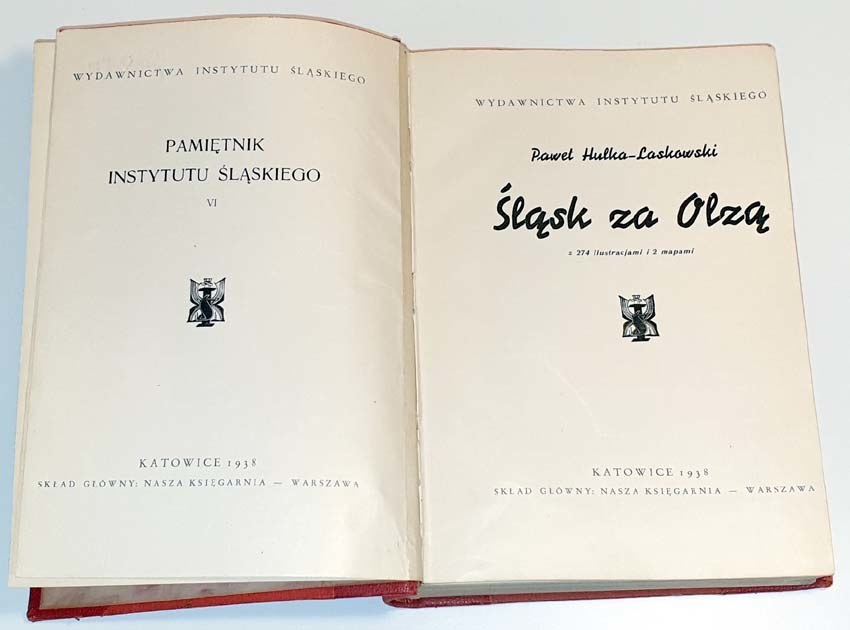 WYDAWNICTWA INSTYTUTU ŚLĄSKIEGO
PAMIĘTNIK
INSTYTUTU ŚLĄSKIEGO
VI
KATOWICE 1938
SKŁAD GŁÓWNY: NASZA KSIĘGARNIA — WARSZAWA
WYDAWNICTWA INSTYTUTU ŚLĄSKIEGO
Paweł Hulka-Laskowski
Śląsk za Olzą
z 274 ilustracjami i 2 mapami
KATOWICE 1938
SKŁAD GŁÓWNY: NASZA KSIĘGARNIA — WARSZAWA